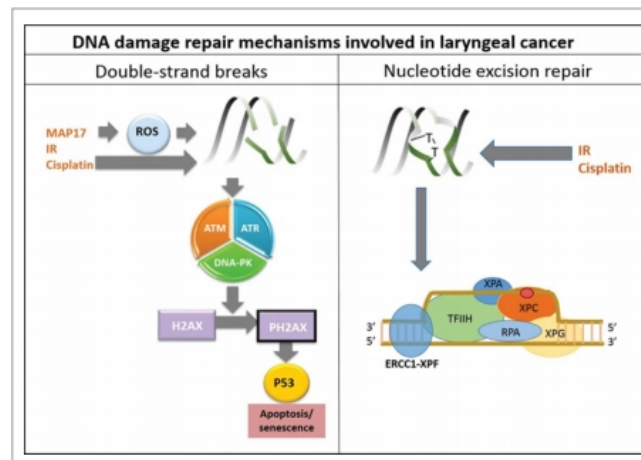 DNA damage repair mechanisms involved in laryngeal cancer
Double-strand breaks
MAP17
IR
Cisplatin
ROS
ATM
ATR
DNA-PK
H2AX
PH2AX
P53
Apoptosis/
senescence
Nucleotide excision repair
T
T
IR
Cisplatin
XPA
XPC
TFIIH
RPA
XPG
3’
5’
5’
3’
ERCC1-XPF